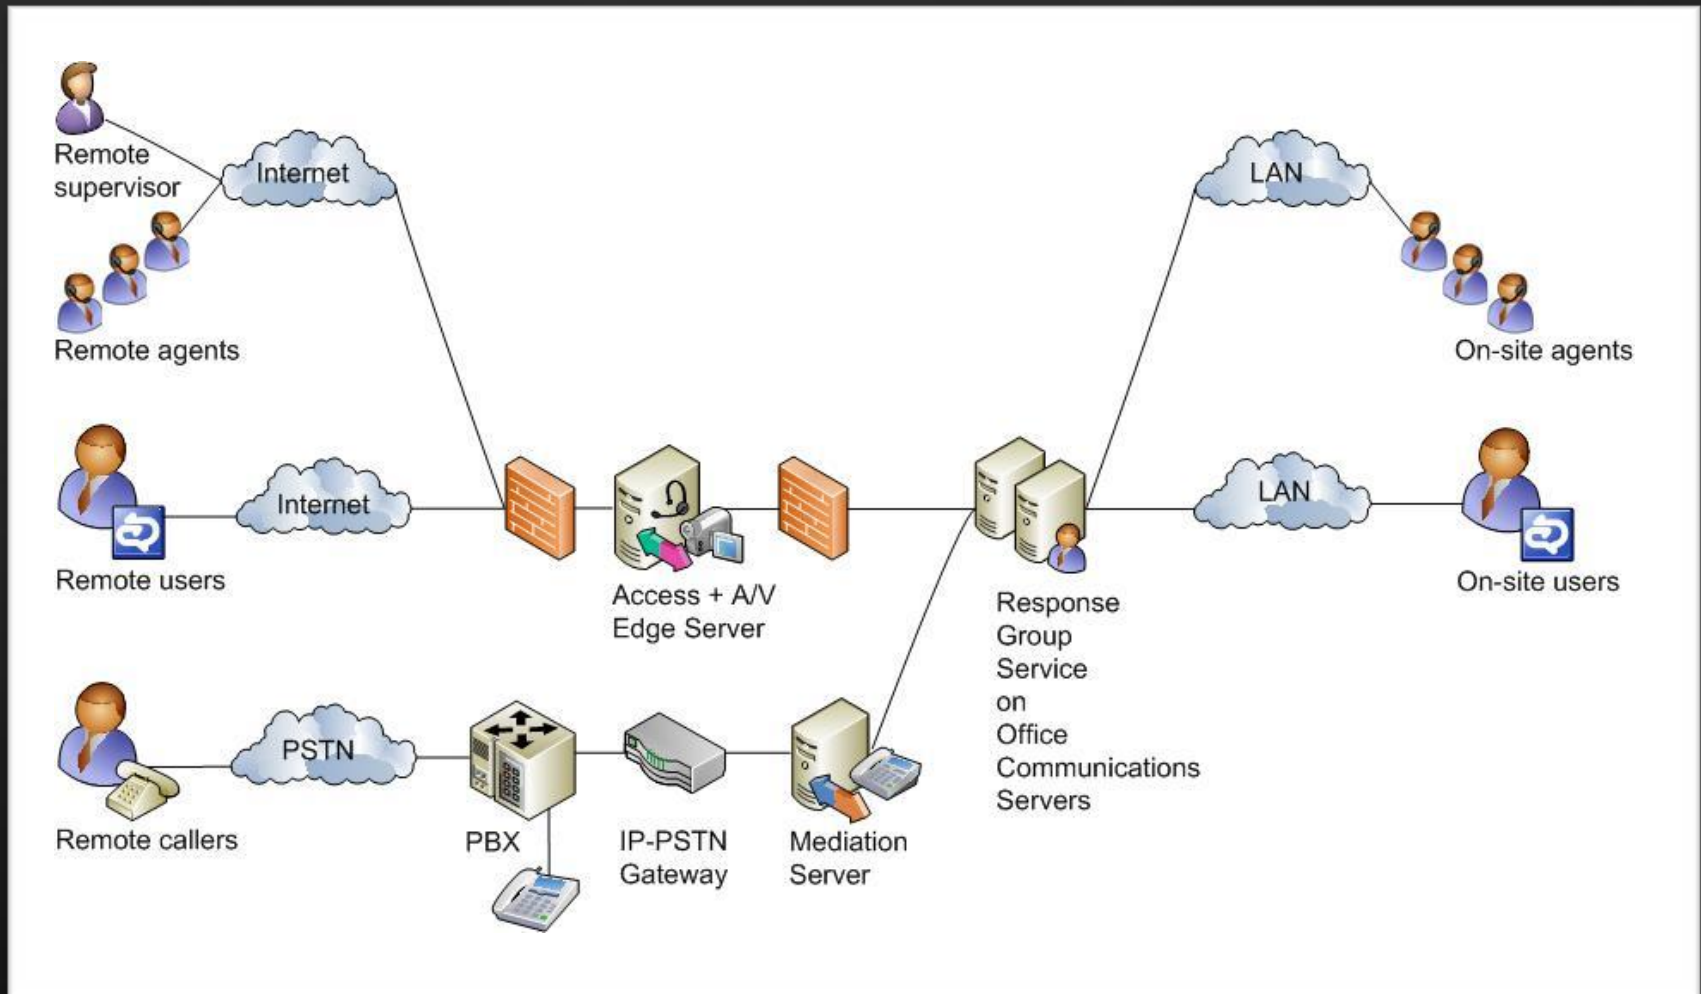 Remote
supervisor
Internet
LAN
Remote agents
On-site agents
Internet
LAN
Remote users
Access + A/V
Edge Server
Response
Group
Service
on
Office
Communications
Servers
On-site users
PSTN
Remote callers
PBX
IP-PSTN
Gateway
Mediation
Server